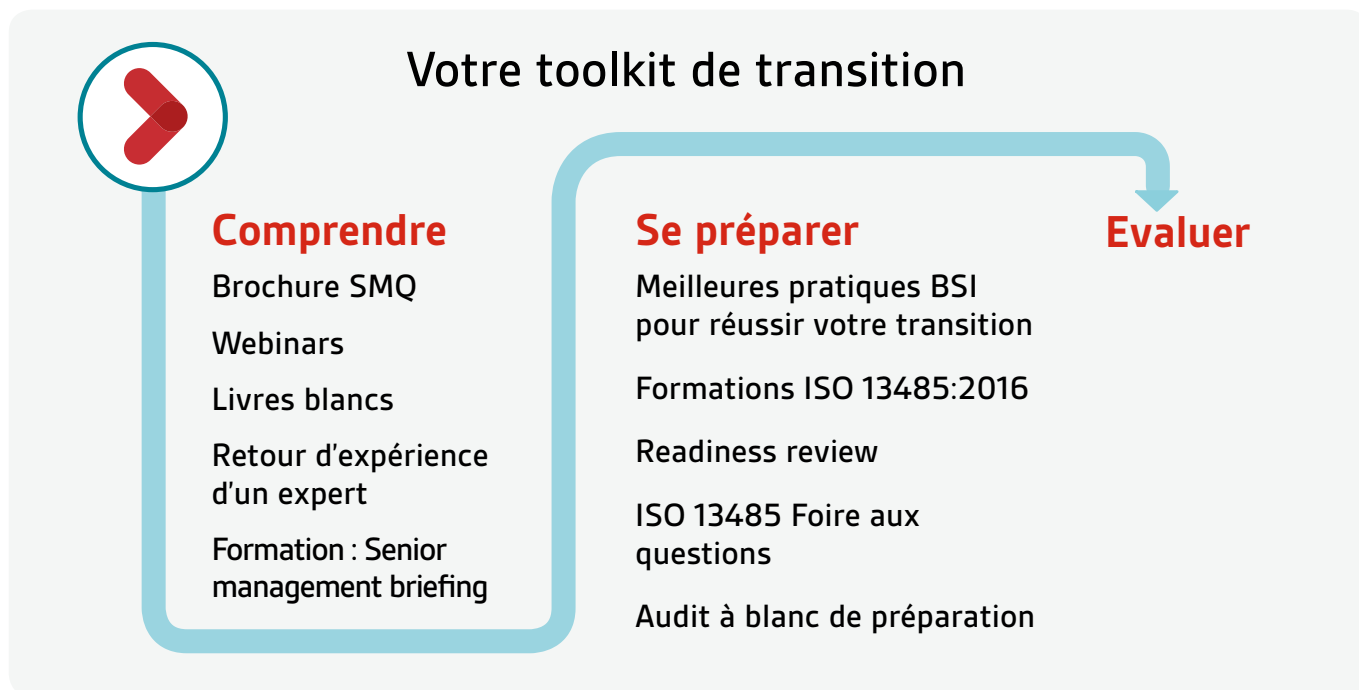 Votre toolkit de transition
Comprendre
Brochure SMQ
Webinars
Livres blancs
Retour d'expérience
d'un expert
Formation : Senior
management briefing
Se préparer
Meilleures pratiques BSI
pour réussir votre transition
Formations ISO 13485:2016
Readiness review
ISO 13485 Foire aux
questions
Audit à blanc de préparation
Evaluer